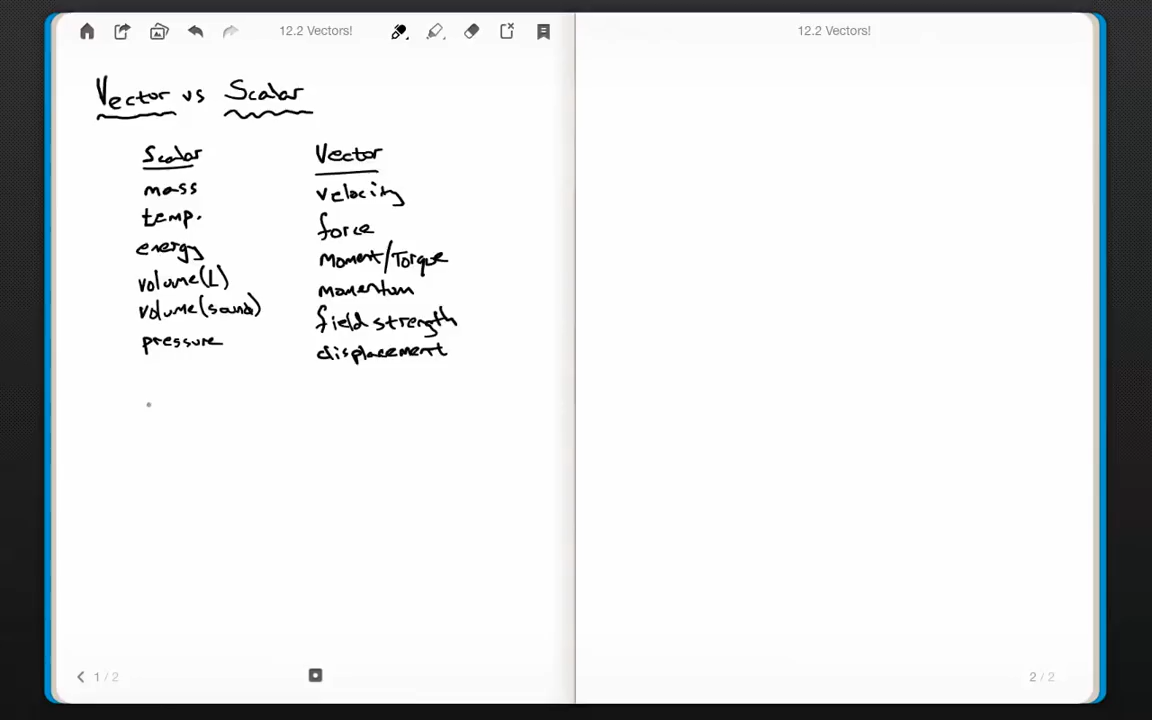 12.2 Vectors!
12.2 Vectors!
Vector vs Scalar
Scalar
mass
temp.
energy
volume(L)
volume(sound)
pressure
Vector
velocity
force
Moment/Torque
momentum
field strength
displacement
1 / 2
2 / 2